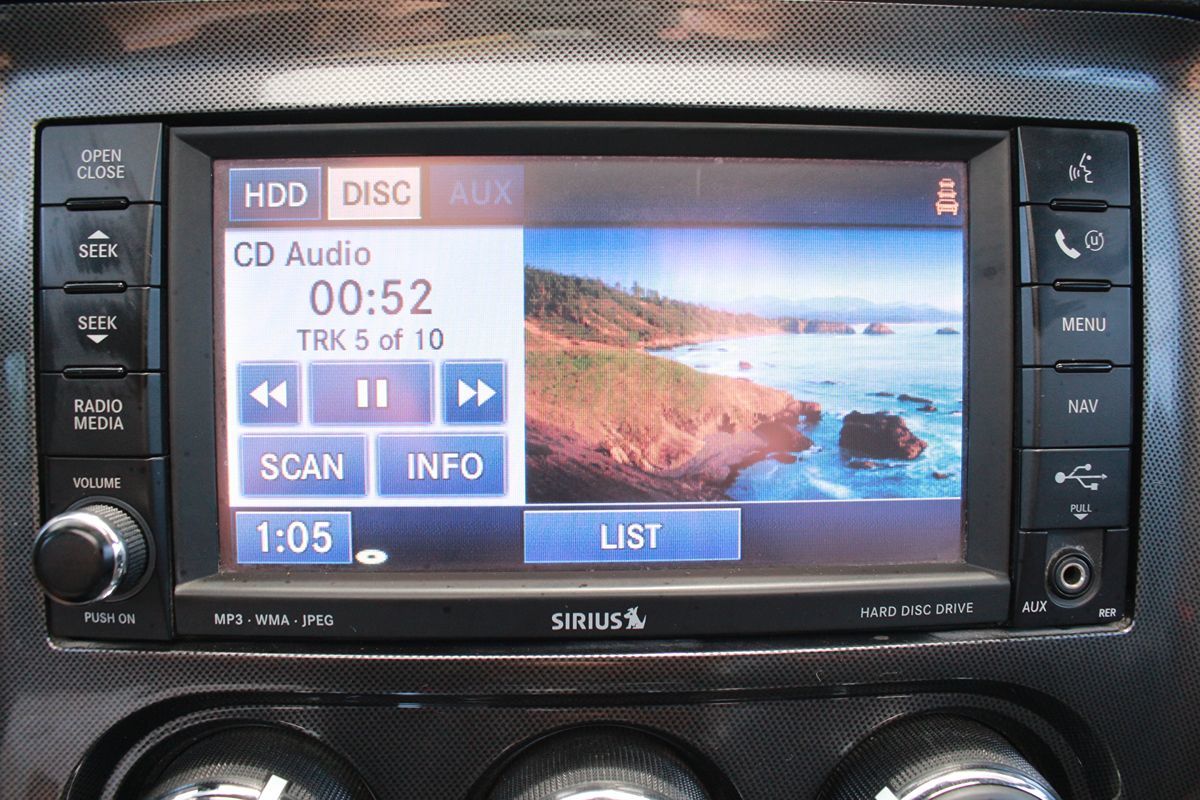 OPEN
CLOSE
SEEK
SEEK
RADIO
MEDIA
VOLUME
PUSH ON
HDD DISC AUX
CD Audio
00:52
TRK 5 of 10
SCAN INFO
1:05 LIST
MP3 · WMA · JPEG
SIRIUS
HARD DISC DRIVE
u
MENU
NAV
PULL
AUX
RER